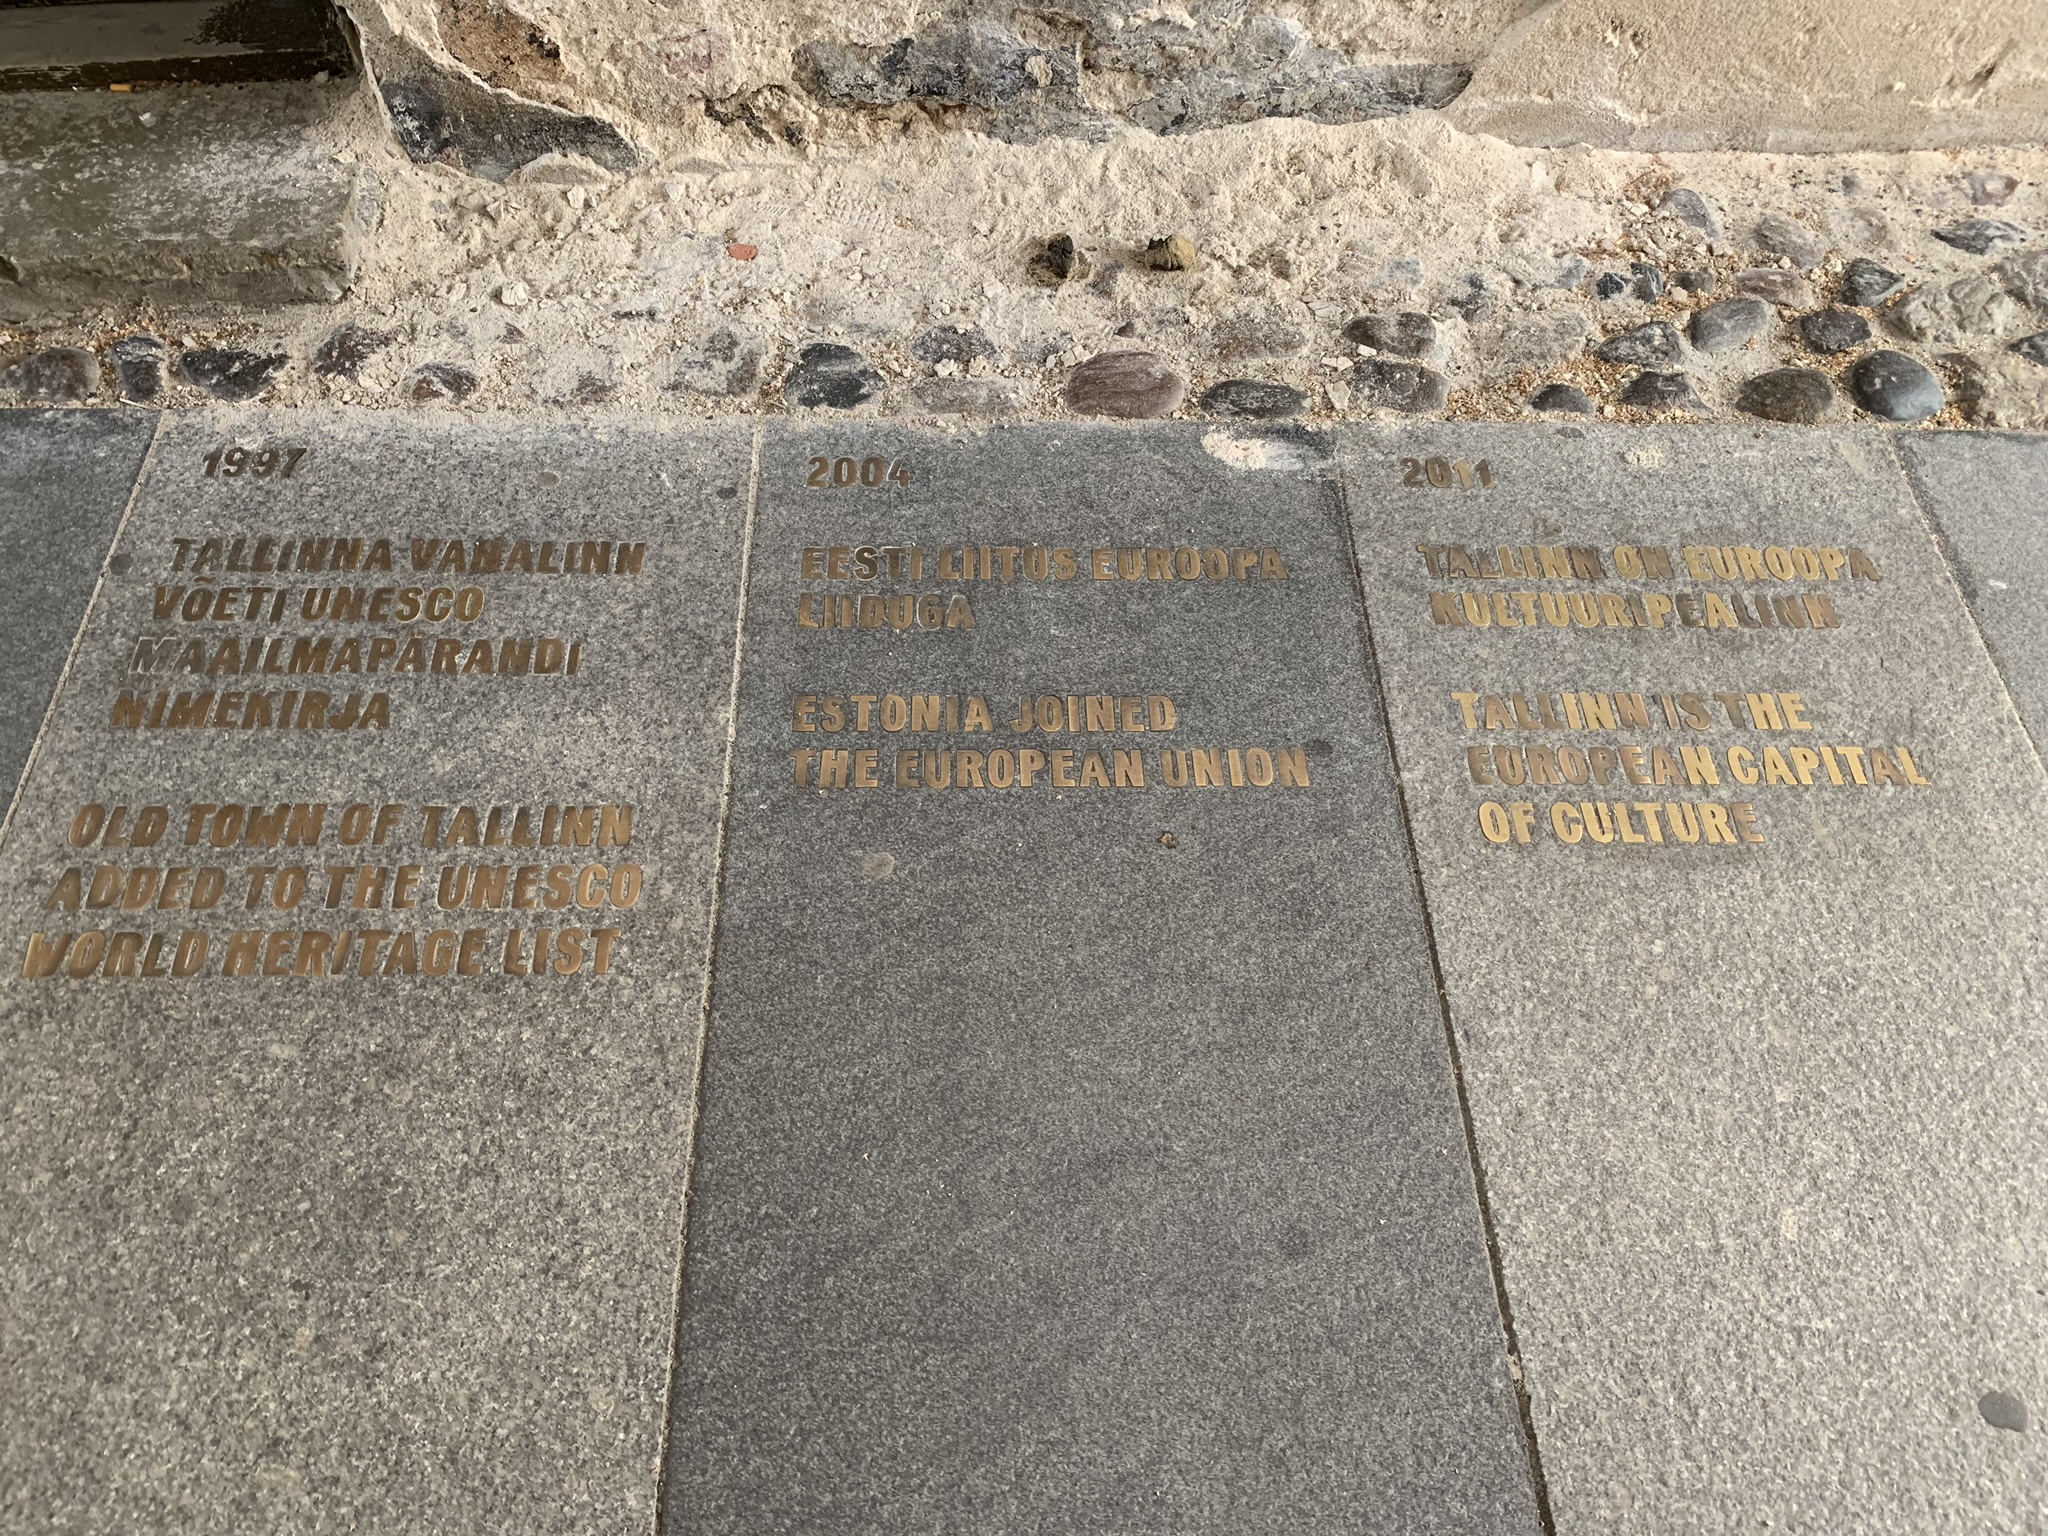 1997
TALLINNA VANALINN
VÕETI UNESCO
MAAILMAPÄRANDI
NIMEKIRJA
OLD TOWN OF TALLINN
ADDED TO THE UNESCO
WORLD HERITAGE LIST
2004
EESTI LIITUS EUROOPA
LIIDUGA
ESTONIA JOINED
THE EUROPEAN UNION
2011
TALLINN ON EUROOPA
KULTUURIPEALINN
TALLINN IS THE
EUROPEAN CAPITAL
OF CULTURE